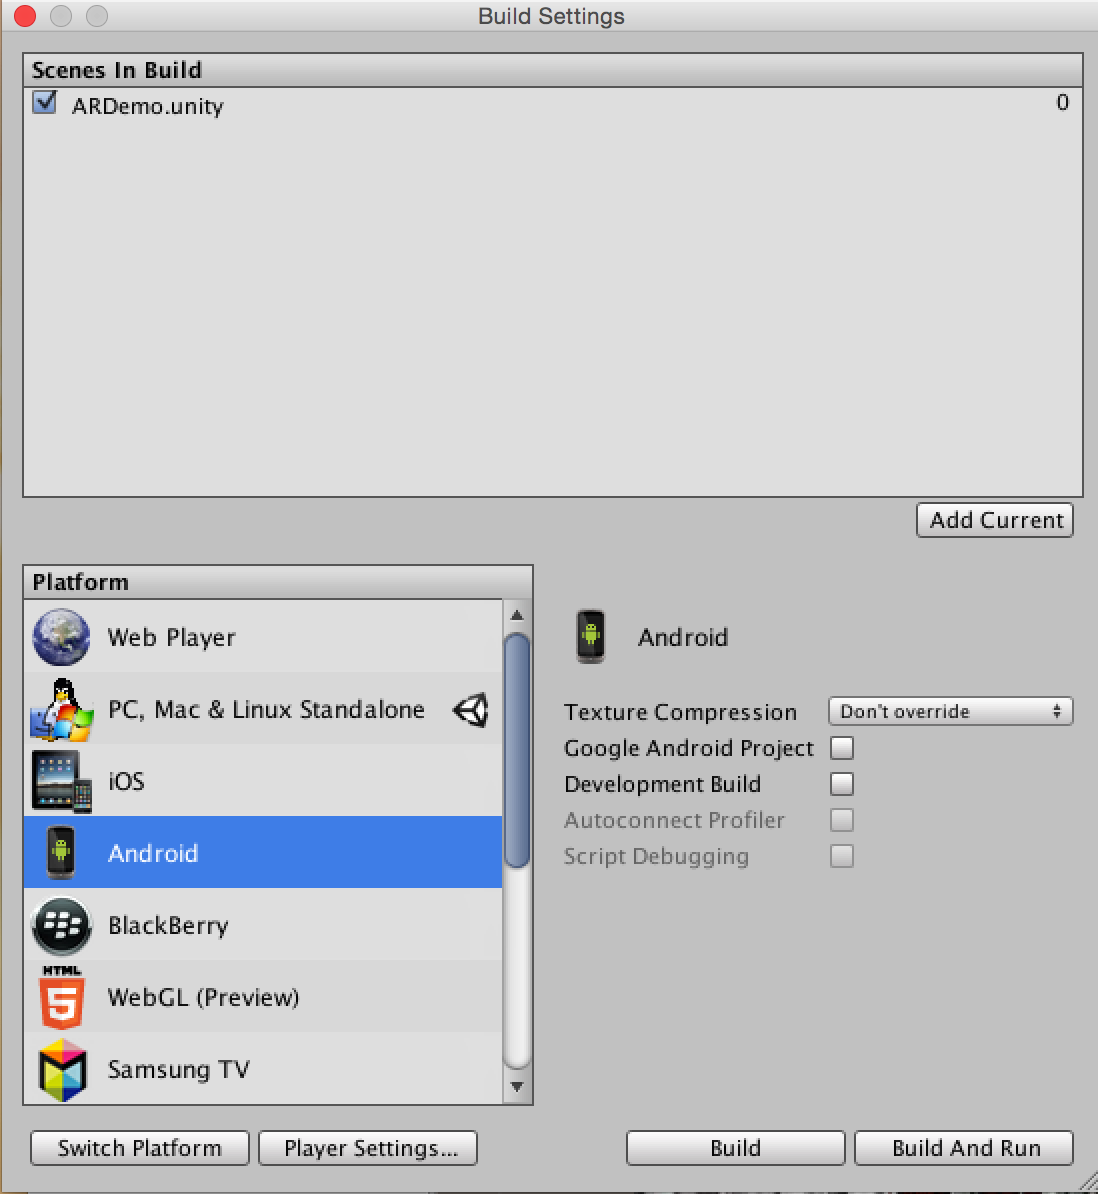 Build Settings
Scenes In Build
ARDemo.unity 0
Add Current
Platform
Web Player
PC, Mac & Linux Standalone
iOS
Android
BlackBerry
HTML
5
WebGL (Preview)
Samsung TV
Android
Texture Compression Don't override
Google Android Project
Development Build
Autoconnect Profiler
Script Debugging
Switch Platform Player Settings... Build Build And Run